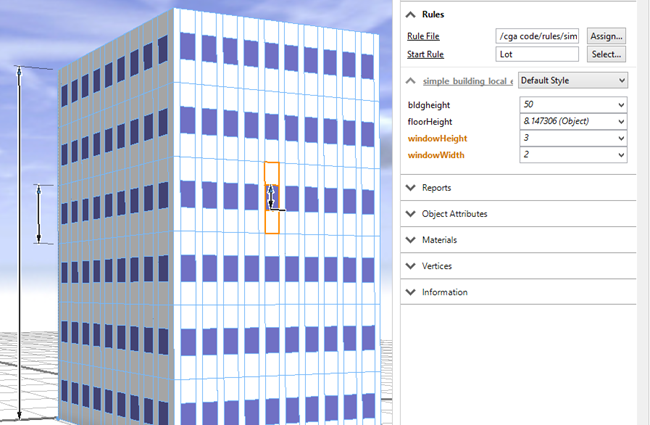 Rules
Rule File /cga code/rules/sim Assign...
Start Rule Lot Select...
simple_building_local_e Default Style
bldgheight 50
floorHeight 8.147306 (Object)
windowHeight 3
windowWidth 2
Reports
Object Attributes
Materials
Vertices
Information